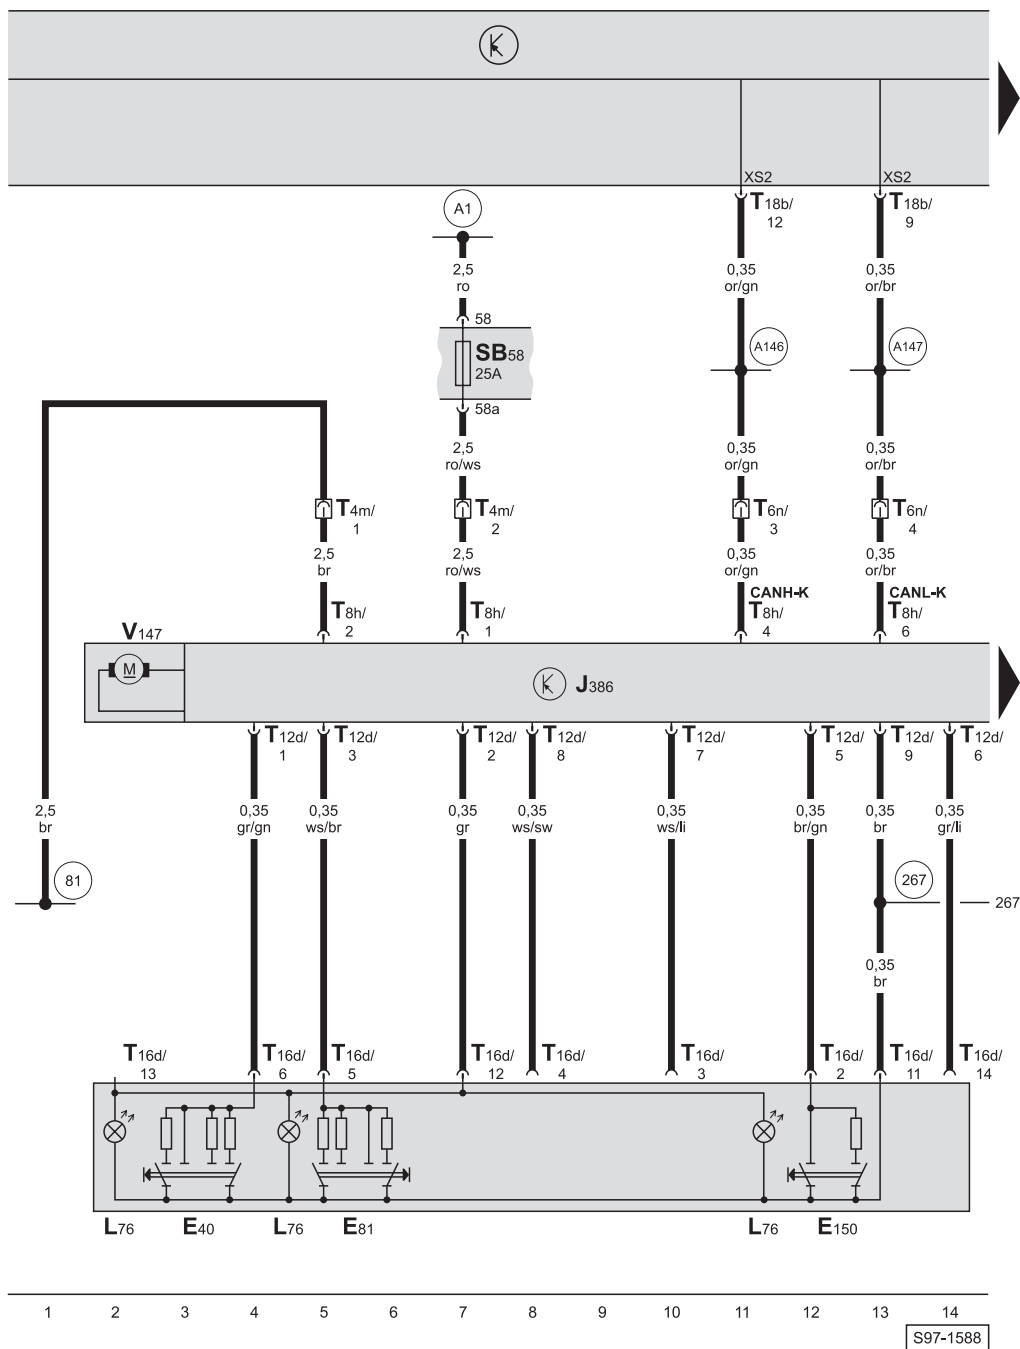 XS2 XS2
T18b/ T18b/
12 9
A1
2,5 0,35 0,35
ro or/gn or/br
58
SB58
25A
A146 A147
58a
2,5 0,35 0,35
ro/ws or/gn or/br
T4m/ T4m/ T6n/ T6n/
1 2 3 4
2,5 2,5 0,35 0,35
br ro/ws or/gn or/br
CANH-K CANL-K
T8h/ T8h/ T8h/ T8h/
2 1 4 6
V147
M J386
T12d/ T12d/ T12d/ T12d/ T12d/ T12d/ T12d/ T12d/
1 3 2 8 7 5 9 6
2,5 0,35 0,35 0,35 0,35 0,35 0,35 0,35 0,35
br gr/gn ws/br gr ws/sw ws/li br/gn br gr/li
81 267
267
0,35
br
T16d/ T16d/ T16d/ T16d/ T16d/ T16d/ T16d/ T16d/ T16d/
13 6 5 12 4 3 2 11 14
L76 E40 L76 E81 L76 E150
1 2 3 4 5 6 7 8 9 10 11 12 13 14
S97-1588